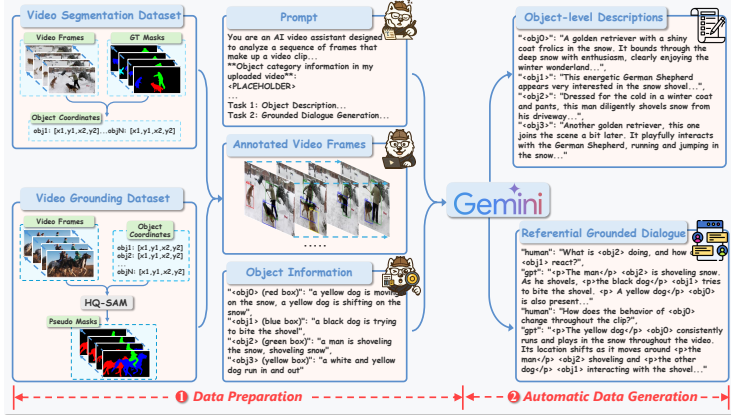 Video Segmentation Dataset
Video Frames
GT Masks
Object Coordinates
obj1: [x1,y1,x2,y2]...objN: [x1,y1,x2,y2]
Video Grounding Dataset
Video Frames
Object
Coordinates
obj1: [x1,y1,x2,y2]
obj2: [x1,y1,x2,y2]
...
objN: [x1,y1,x2,y2]
HQ-SAM
Pseudo Masks
Prompt
You are an AI video assistant designed
to analyze a sequence of frames that
make up a video clip...
**Object category information in my
uploaded video**:
<PLACEHOLDER>
...
Task 1: Object Description...
Task 2: Grounded Dialogue Generation...
Annotated Video Frames
.....
Object Information
"<obj0> (red box)": "a yellow dog is moving
on the snow, a yellow dog is shifting on the
snow",
"<obj1> (blue box)": "a black dog is trying
to bite the shovel",
"<obj2> (green box)": "a man is shoveling
the snow, shoveling snow",
"<obj3> (yellow box)": "a white and yellow
dog run in and out"
Gemini
Object-level Descriptions
"<obj0>": "A golden retriever with a shiny
coat frolics in the snow. It bounds through the
deep snow with enthusiasm, clearly enjoying the
winter wonderland...",
"<obj1>": "This energetic German Shepherd
appears very interested in the snow shovel...",
"<obj2>": "Dressed for the cold in a winter coat
and pants, this man diligently shovels snow from
his driveway...",
"<obj3>": "Another golden retriever, this one
joins the scene a bit later. It playfully interacts
with the German Shepherd, running and jumping in
the snow..."
Referential Grounded Dialogue
"human": "What is <obj2> doing, and how
<obj1> react?",
"gpt": "<p>The man</p> <obj2> is shoveling snow.
As he shovels, <p>the black dog</p> <obj1> tries
to bite the shovel. <p> A yellow dog</p> <obj0>
is also present..."
"human": "How does the behavior of <obj0>
change throughout the clip?",
"gpt": "<p>The yellow dog</p> <obj0> consistently
runs and plays in the snow throughout the video.
Its location shifts as it moves around <p>the
man</p> <obj2> shoveling and <p>the other
dog</p> <obj1> interacting with the shovel..."
1 Data Preparation
2 Automatic Data Generation